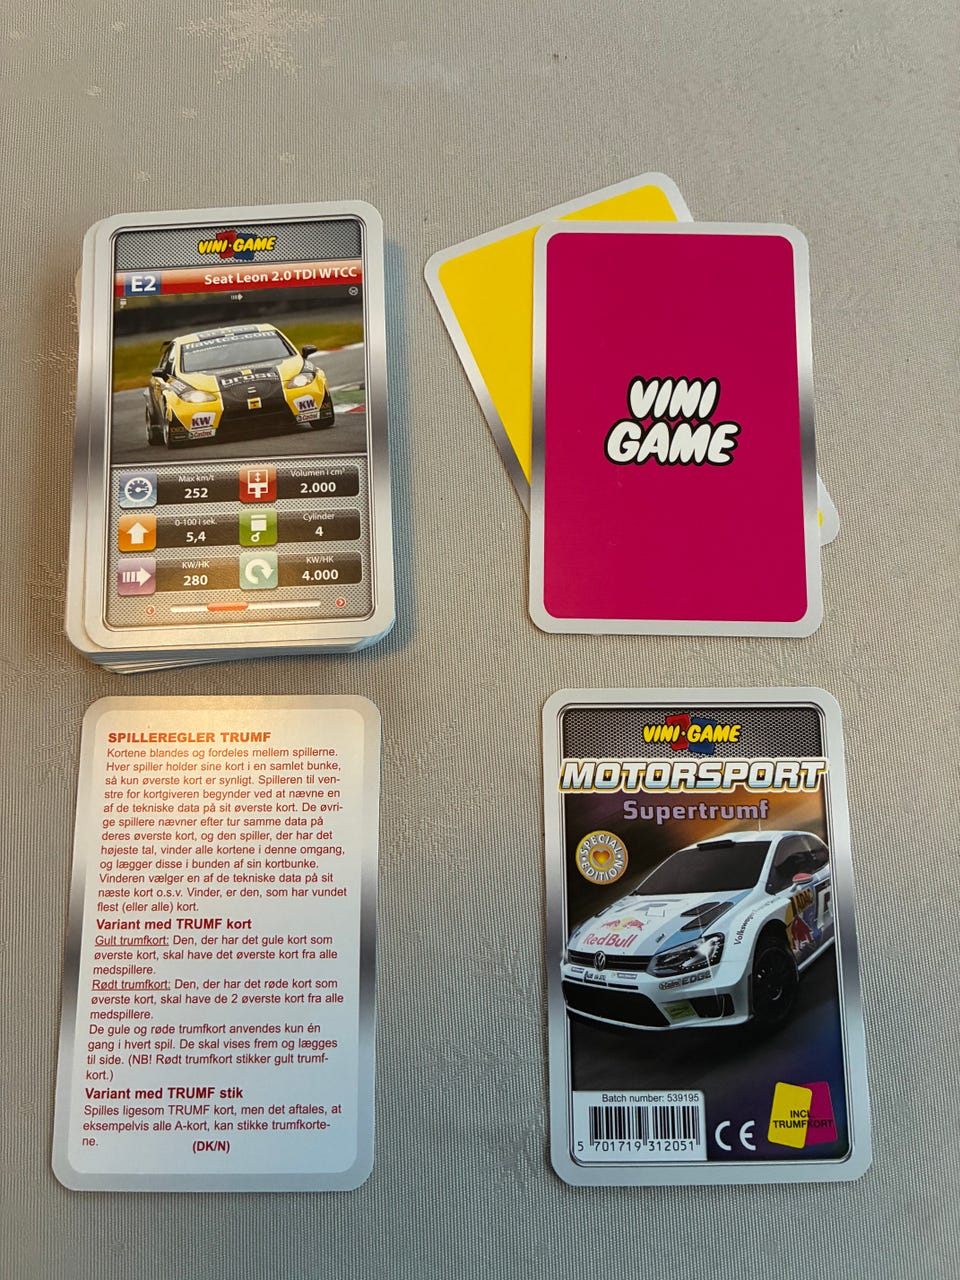 VINI GAME
E2 Seat Leon 2.0 TDI WTCC
fiawtcc.com
brose
KW
KW
Castrol
Castrol
Max km/t
252
Volumen i cm³
2.000
0-100 i sek.
5,4
Cylinder
4
KW/HK
280
KW/HK
4.000
VINI
GAME
SPILLEREGLER TRUMF
Kortene blandes og fordeles mellem spillerne.
Hver spiller holder sine kort i en samlet bunke,
så kun øverste kort er synligt. Spilleren til ven-
stre for kortgiveren begynder ved at nævne en
af de tekniske data på sit øverste kort. De øvri-
ge spillere nævner efter tur samme data på
deres øverste kort, og den spiller, der har det
højeste tal, vinder alle kortene i denne omgang,
og lægger disse i bunden af sin kortbunke.
Vinderen vælger en af de tekniske data på sit
næste kort o.s.v. Vinder, er den, som har vundet
flest (eller alle) kort.
Variant med TRUMF kort
Gult trumfkort: Den, der har det gule kort som
øverste kort, skal have det øverste kort fra alle
medspillere.
Rødt trumfkort: Den, der har det røde kort som
øverste kort, skal have de 2 øverste kort fra alle
medspillere.
De gule og røde trumfkort anvendes kun én
gang i hvert spil. De skal vises frem og lægges
til side. (NB! Rødt trumfkort stikker gult trumf-
kort.)
Variant med TRUMF stik
Spilles ligesom TRUMF kort, men det aftales, at
eksempelvis alle A-kort, kan stikke trumfkorte-
ne.
(DK/N)
VINI GAME
MOTORSPORT
Supertrumf
SPECIAL EDITION
Red Bull
Volkswagen
ADAC
Castrol EDGE
Batch number: 539195
5 701719 312051
CE
INCL.
TRUMFKORT